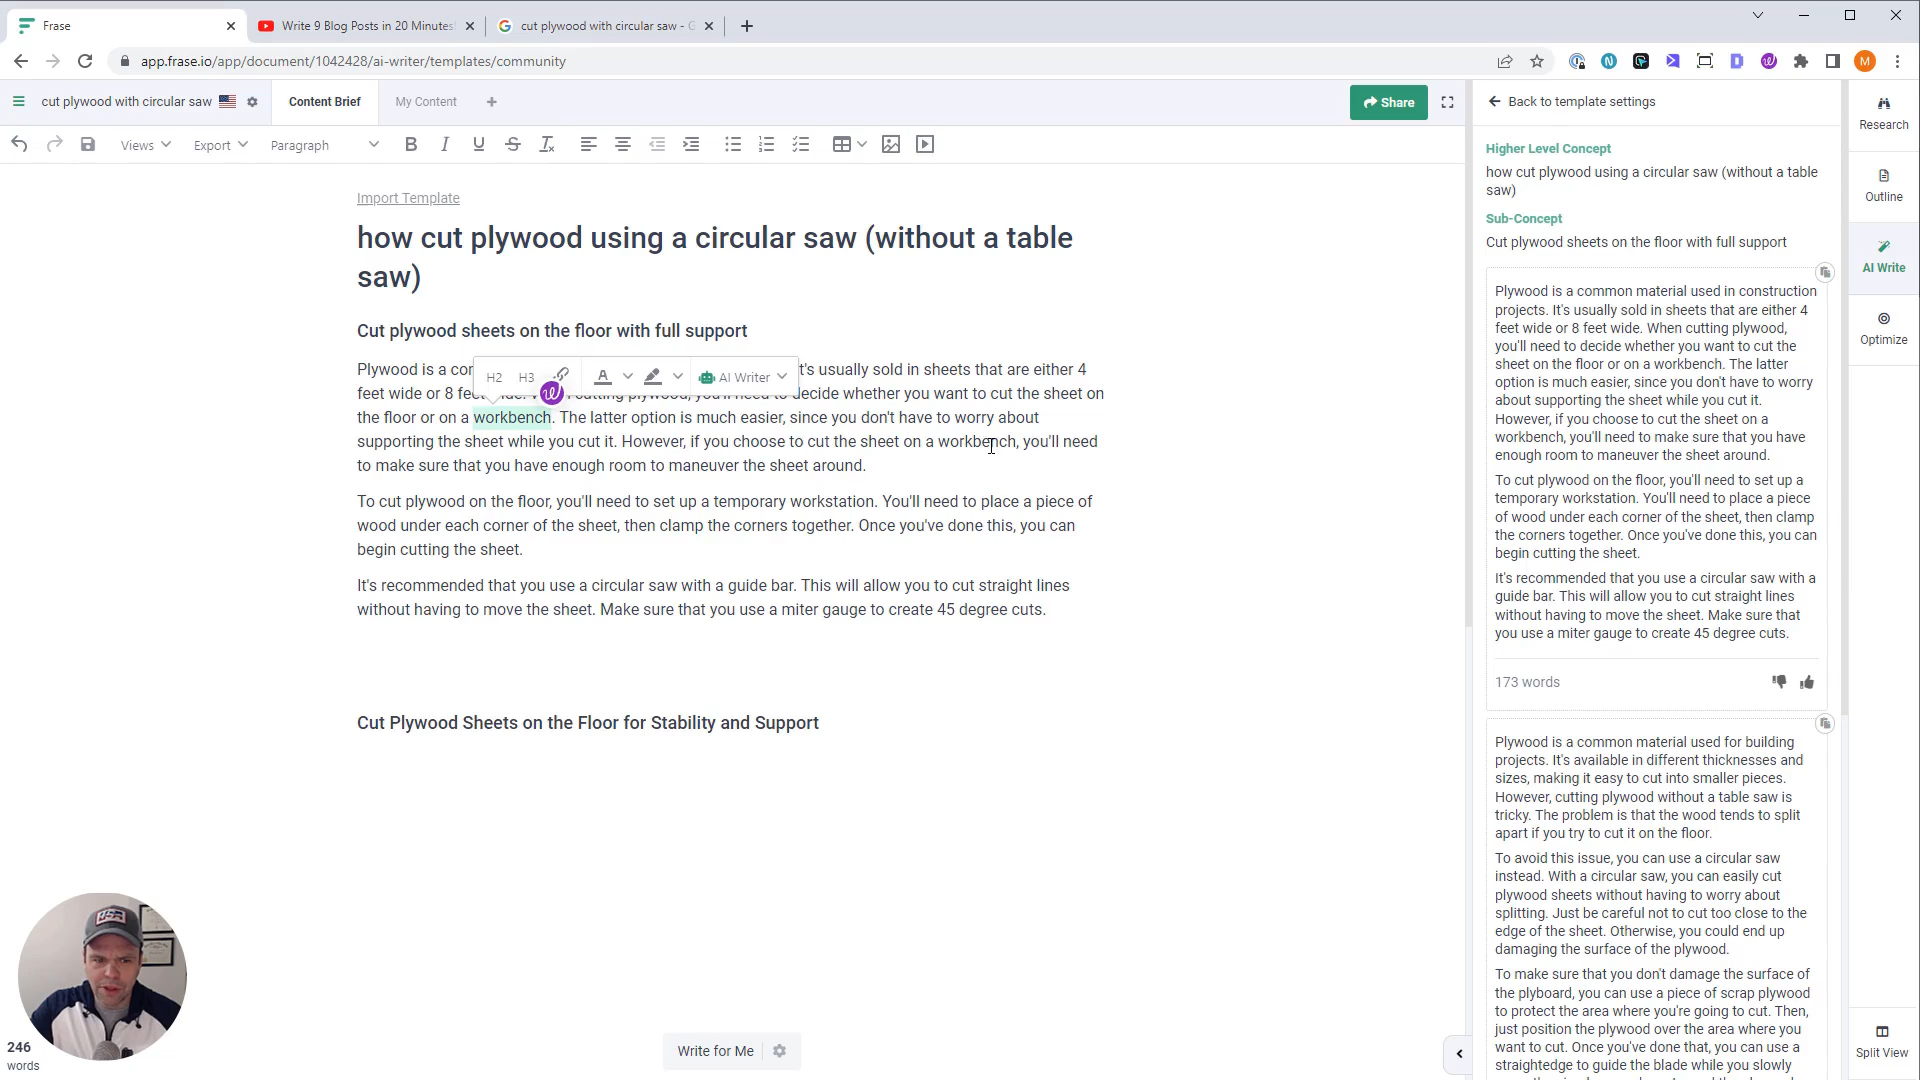 Frase
Write 9 Blog Posts in 20 Minutes
cut plywood with circular saw - G
app.frase.io/app/document/1042428/ai-writer/templates/community
M
cut plywood with circular saw
Content Brief
My Content
Share
Back to template settings
Views
Export
Paragraph
Import Template
how cut plywood using a circular saw (without a table
saw)
Cut plywood sheets on the floor with full support
Plywood is a cor
t's usually sold in sheets that are either 4
feet wide or 8 fee
decide whether you want to cut the sheet on
the floor or on a workbench. The latter option is much easier, since you don't have to worry about
supporting the sheet while you cut it. However, if you choose to cut the sheet on a workbench, you'll need
to make sure that you have enough room to maneuver the sheet around.
H2 H3 AI Writer
To cut plywood on the floor, you'll need to set up a temporary workstation. You'll need to place a piece of
wood under each corner of the sheet, then clamp the corners together. Once you've done this, you can
begin cutting the sheet.
It's recommended that you use a circular saw with a guide bar. This will allow you to cut straight lines
without having to move the sheet. Make sure that you use a miter gauge to create 45 degree cuts.
Cut Plywood Sheets on the Floor for Stability and Support
246
words
Write for Me
Higher Level Concept
how cut plywood using a circular saw (without a table
saw)
Sub-Concept
Cut plywood sheets on the floor with full support
Plywood is a common material used in construction
projects. It's usually sold in sheets that are either 4
feet wide or 8 feet wide. When cutting plywood,
you'll need to decide whether you want to cut the
sheet on the floor or on a workbench. The latter
option is much easier, since you don't have to worry
about supporting the sheet while you cut it.
However, if you choose to cut the sheet on a
workbench, you'll need to make sure that you have
enough room to maneuver the sheet around.
To cut plywood on the floor, you'll need to set up a
temporary workstation. You'll need to place a piece
of wood under each corner of the sheet, then clamp
the corners together. Once you've done this, you can
begin cutting the sheet.
It's recommended that you use a circular saw with a
guide bar. This will allow you to cut straight lines
without having to move the sheet. Make sure that
you use a miter gauge to create 45 degree cuts.
173 words
Plywood is a common material used for building
projects. It's available in different thicknesses and
sizes, making it easy to cut into smaller pieces.
However, cutting plywood without a table saw is
tricky. The problem is that the wood tends to split
apart if you try to cut it on the floor.
To avoid this issue, you can use a circular saw
instead. With a circular saw, you can easily cut
plywood sheets without having to worry about
splitting. Just be careful not to cut too close to the
edge of the sheet. Otherwise, you could end up
damaging the surface of the plywood.
To make sure that you don't damage the surface of
the plyboard, you can use a piece of scrap plywood
to protect the area where you're going to cut. Then,
just position the plywood over the area where you
want to cut. Once you've done that, you can use a
straightedge to guide the blade while you slowly
Research
Outline
AI Write
Optimize
Split View